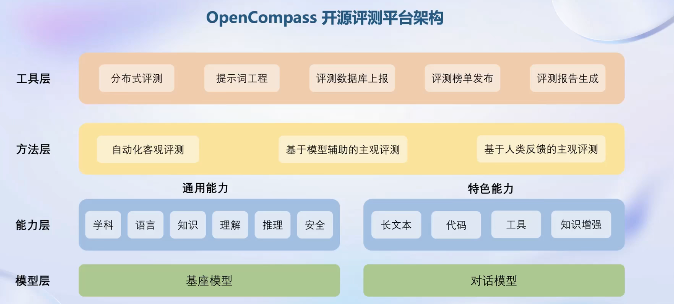 OpenCompass 开源评测平台架构
工具层
分布式评测
提示词工程
评测数据库上报
评测榜单发布
评测报告生成
方法层
自动化客观评测
基于模型辅助的主观评测
基于人类反馈的主观评测
通用能力
特色能力
能力层
学科
语言
知识
理解
推理
安全
长文本
代码
工具
知识增强
模型层
基座模型
对话模型